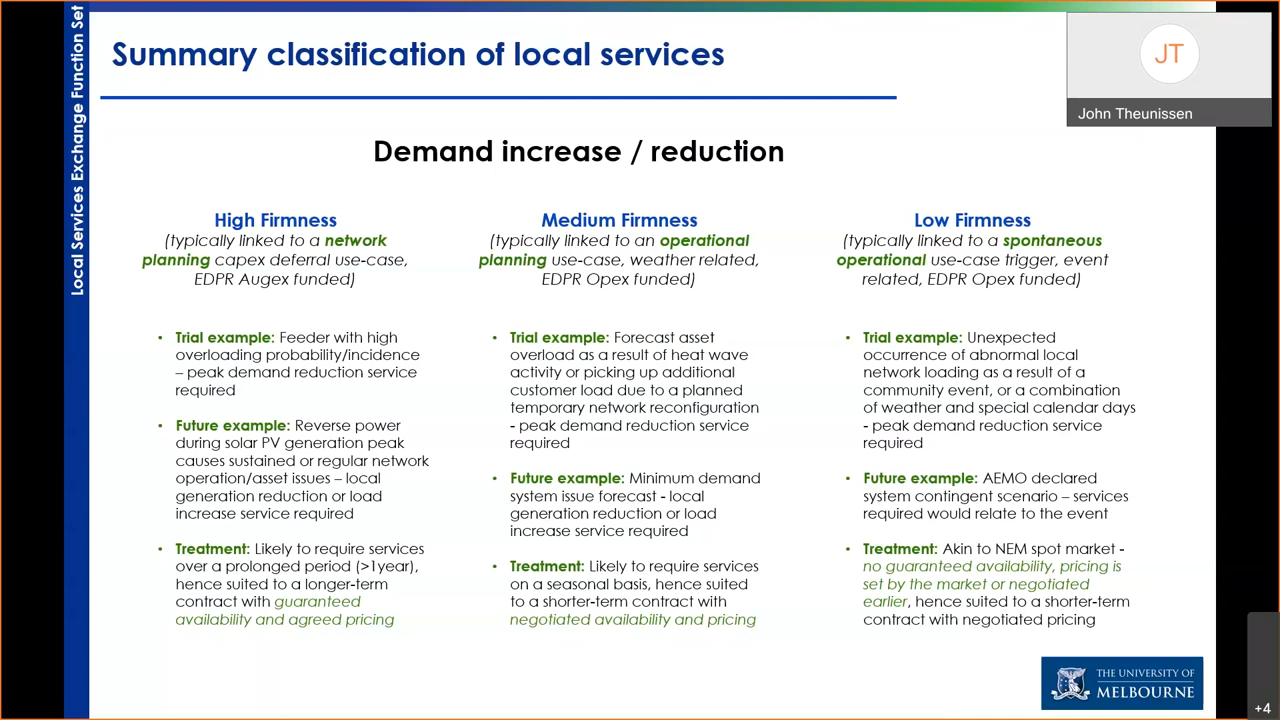 Local Services Exchange Function Set
Summary classification of local services
JT
John Theunissen
Demand increase / reduction
High Firmness
(typically linked to a network
planning capex deferral use-case,
EDPR Augex funded)
• Trial example: Feeder with high
overloading probability/incidence
– peak demand reduction service
required
• Future example: Reverse power
during solar PV generation peak
causes sustained or regular network
operation/asset issues – local
generation reduction or load
increase service required
• Treatment: Likely to require services
over a prolonged period (>1year),
hence suited to a longer-term
contract with guaranteed
availability and agreed pricing
Medium Firmness
(typically linked to an operational
planning use-case, weather related,
EDPR Opex funded)
• Trial example: Forecast asset
overload as a result of heat wave
activity or picking up additional
customer load due to a planned
temporary network reconfiguration
- peak demand reduction service
required
• Future example: Minimum demand
system issue forecast - local
generation reduction or load
increase service required
• Treatment: Likely to require services
on a seasonal basis, hence suited
to a shorter-term contract with
negotiated availability and pricing
Low Firmness
(typically linked to a spontaneous
operational use-case trigger, event
related, EDPR Opex funded)
• Trial example: Unexpected
occurrence of abnormal local
network loading as a result of a
community event, or a combination
of weather and special calendar days
- peak demand reduction service
required
• Future example: AEMO declared
system contingent scenario – services
required would relate to the event
• Treatment: Akin to NEM spot market -
no guaranteed availability, pricing is
set by the market or negotiated
earlier, hence suited to a shorter-term
contract with negotiated pricing
THE UNIVERSITY OF
MELBOURNE
+4